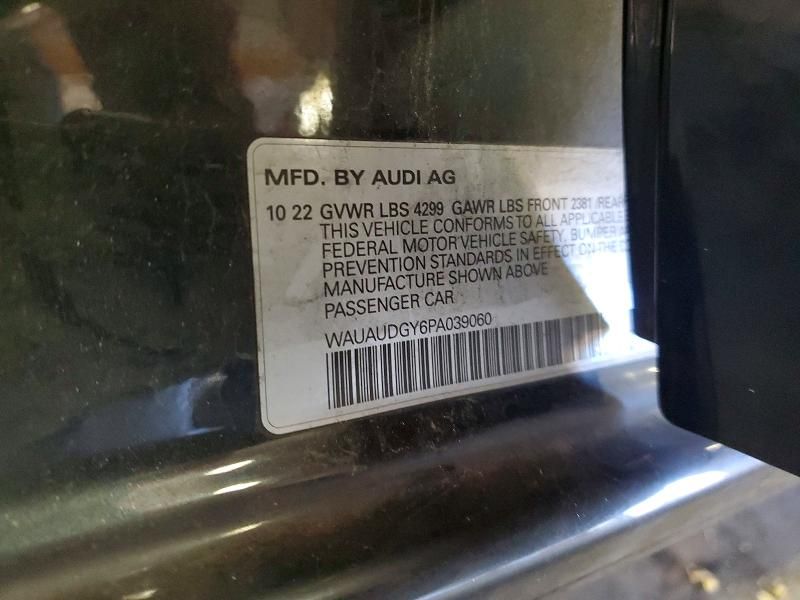 MFD. BY AUDI AG
10 22 GVWR LBS 4299 GAWR LBS FRONT 2381 /REAR
THIS VEHICLE CONFORMS TO ALL APPLICABLE
FEDERAL MOTOR VEHICLE SAFETY, BUMPER
PREVENTION STANDARDS IN EFFECT ON THE
MANUFACTURE SHOWN ABOVE
PASSENGER CAR
WAUAUDGY6PA039060